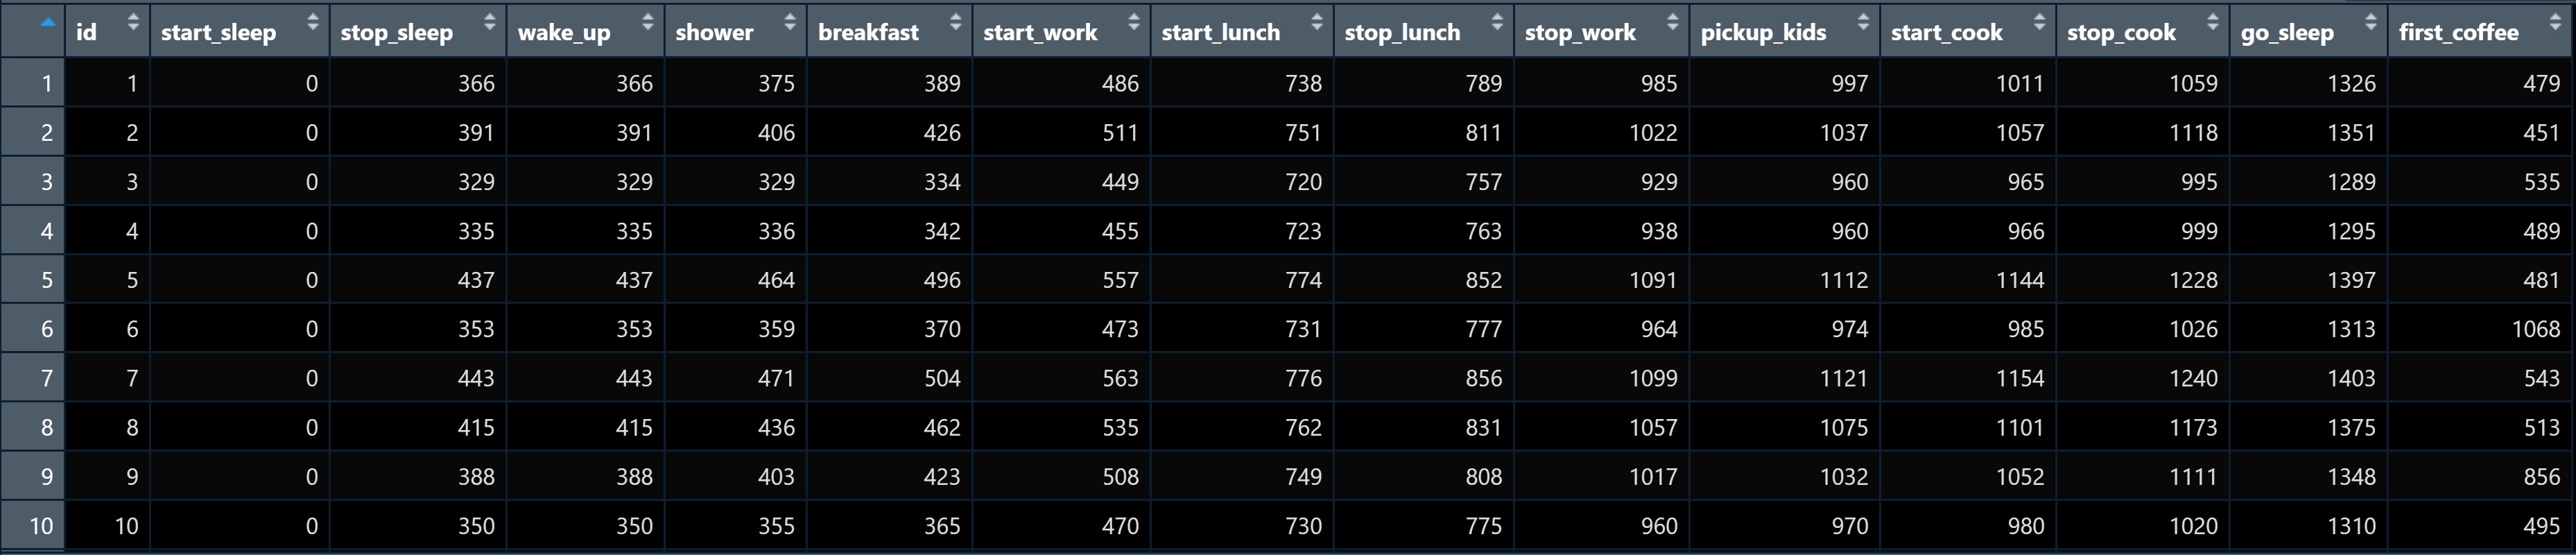 id start_sleep stop_sleep wake_up shower breakfast start_work start_lunch stop_lunch stop_work pickup_kids start_cook stop_cook go_sleep first_coffee
1 1 0 366 366 375 389 486 738 789 985 997 1011 1059 1326 479
2 2 0 391 391 406 426 511 751 811 1022 1037 1057 1118 1351 451
3 3 0 329 329 329 334 449 720 757 929 960 965 995 1289 535
4 4 0 335 335 336 342 455 723 763 938 960 966 999 1295 489
5 5 0 437 437 464 496 557 774 852 1091 1112 1144 1228 1397 481
6 6 0 353 353 359 370 473 731 777 964 974 985 1026 1313 1068
7 7 0 443 443 471 504 563 776 856 1099 1121 1154 1240 1403 543
8 8 0 415 415 436 462 535 762 831 1057 1075 1101 1173 1375 513
9 9 0 388 388 403 423 508 749 808 1017 1032 1052 1111 1348 856
10 10 0 350 350 355 365 470 730 775 960 970 980 1020 1310 495